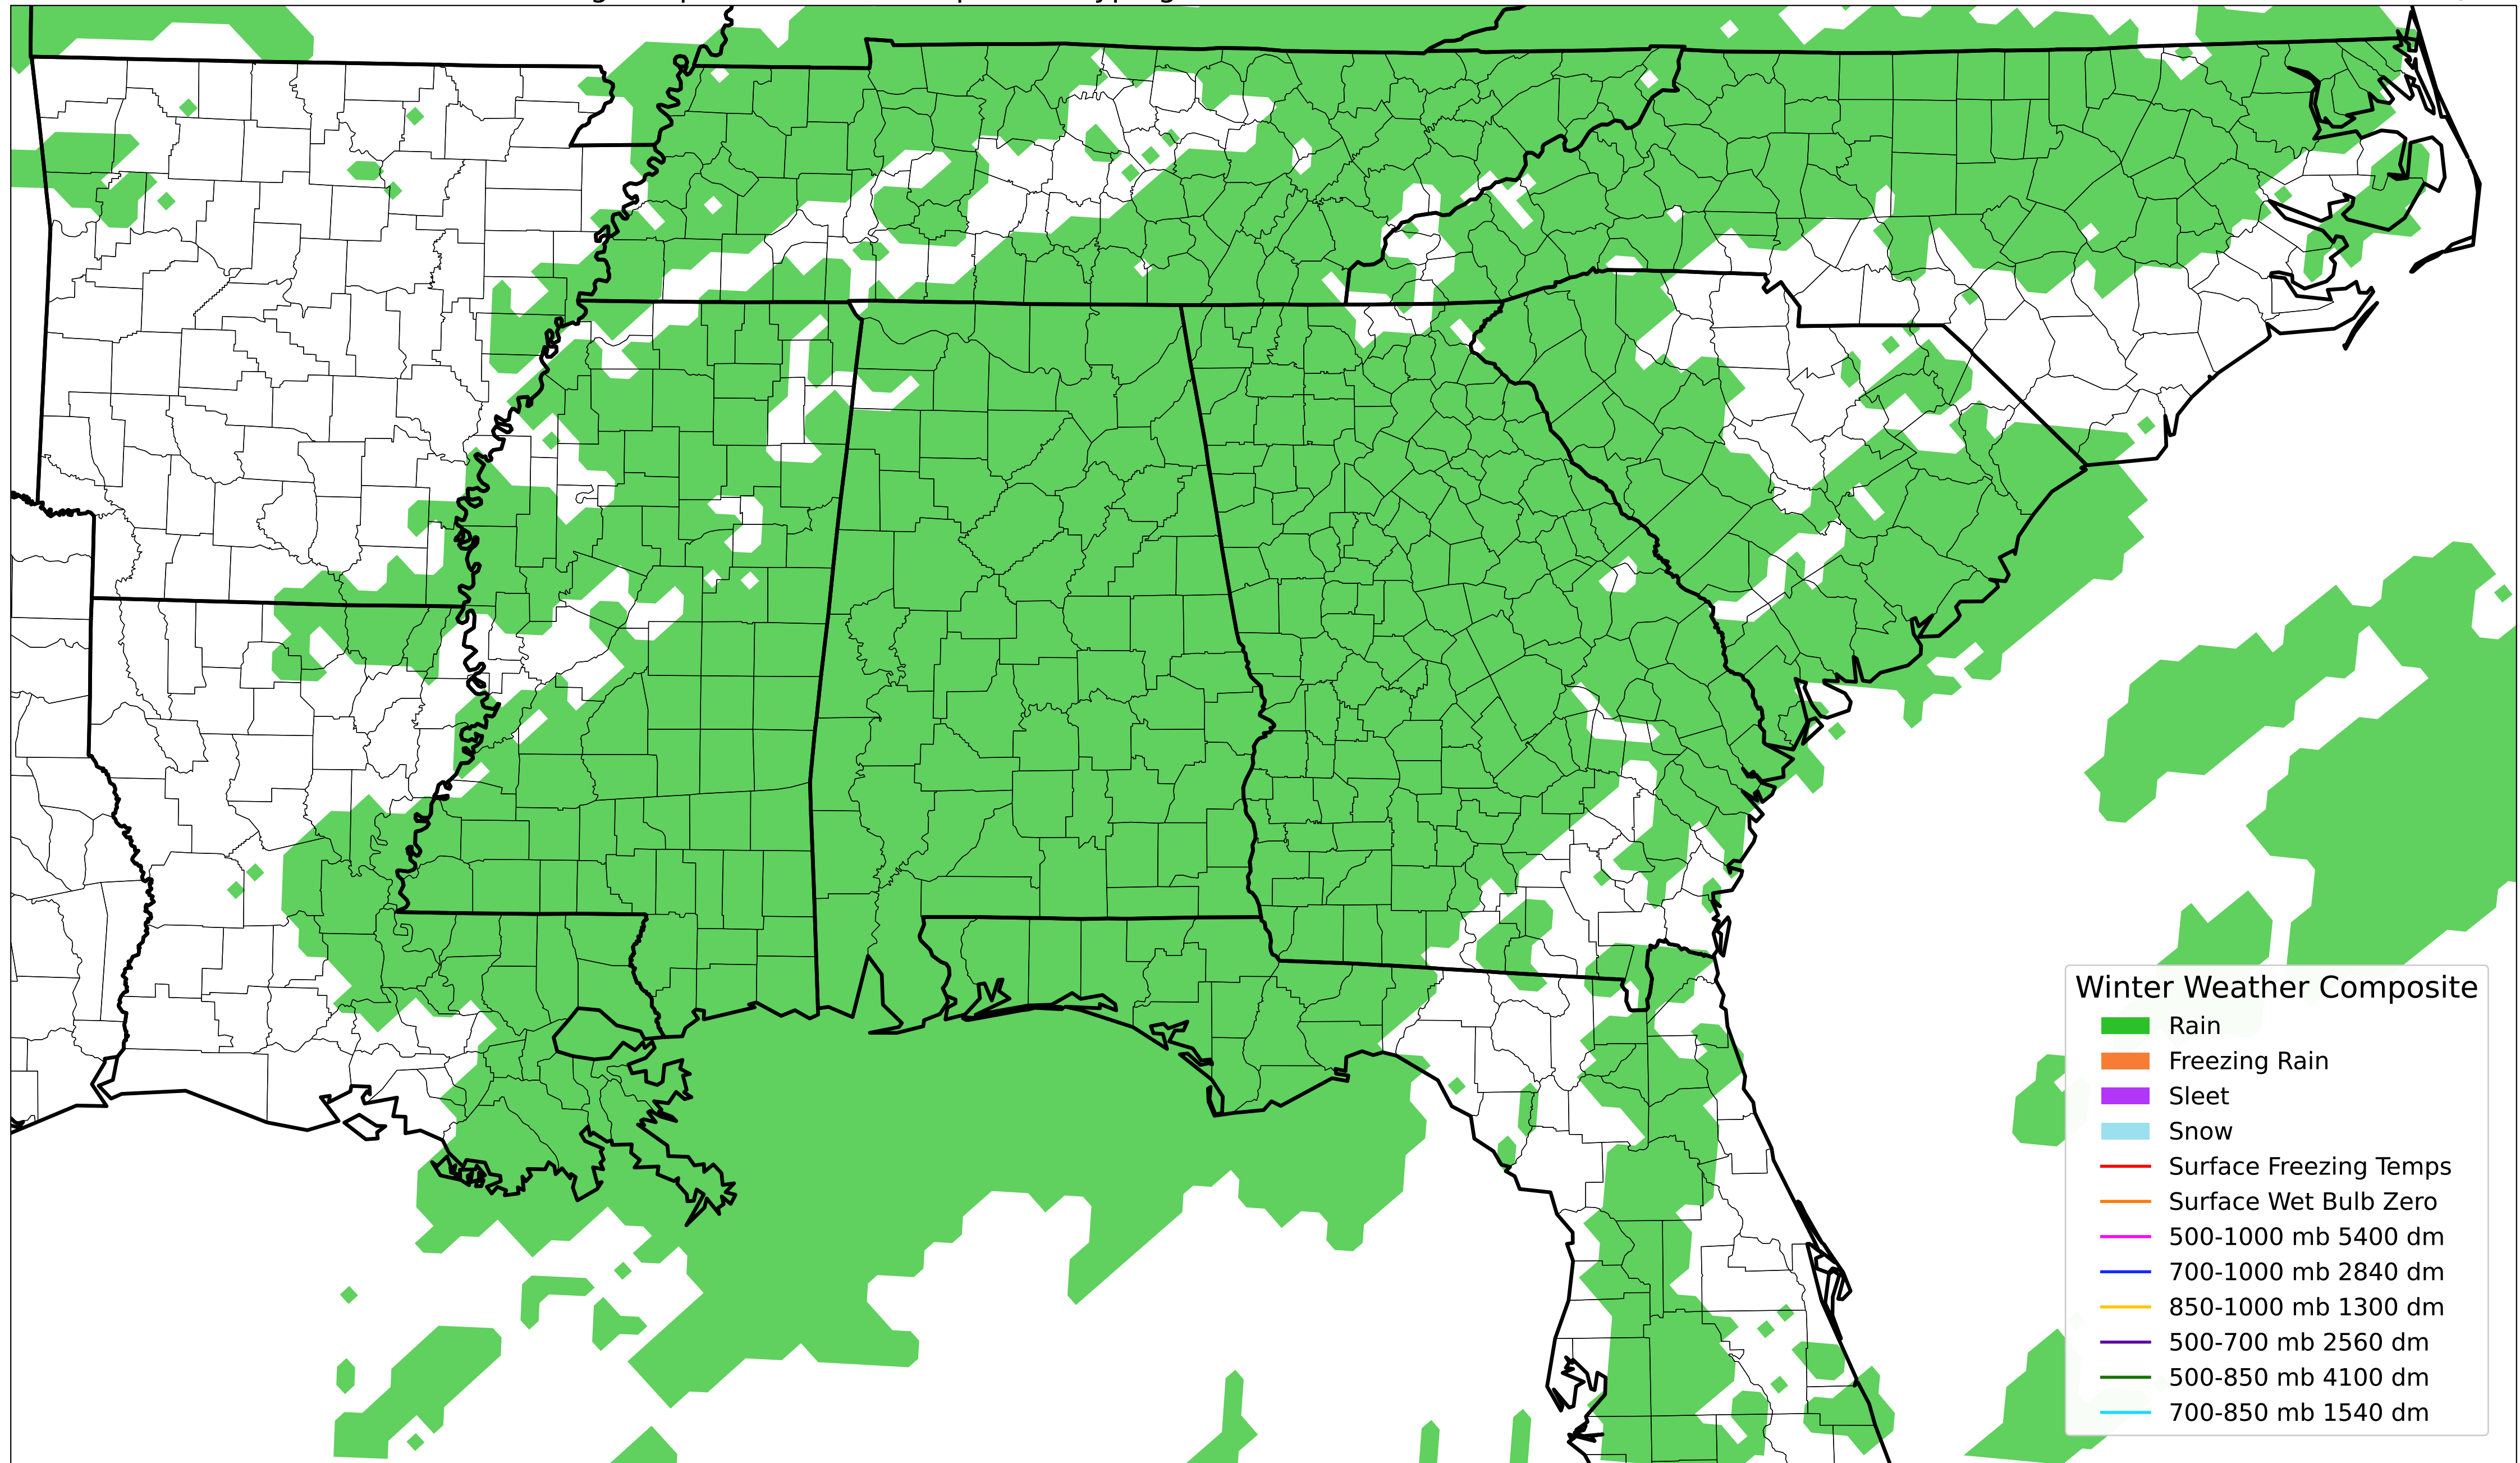 Winter Weather Composite
Rain
Freezing Rain
Sleet
Snow
Surface Freezing Temps
Surface Wet Bulb Zero
500-1000 mb 5400 dm
700-1000 mb 2840 dm
850-1000 mb 1300 dm
500-700 mb 2560 dm
500-850 mb 4100 dm
700-850 mb 1540 dm